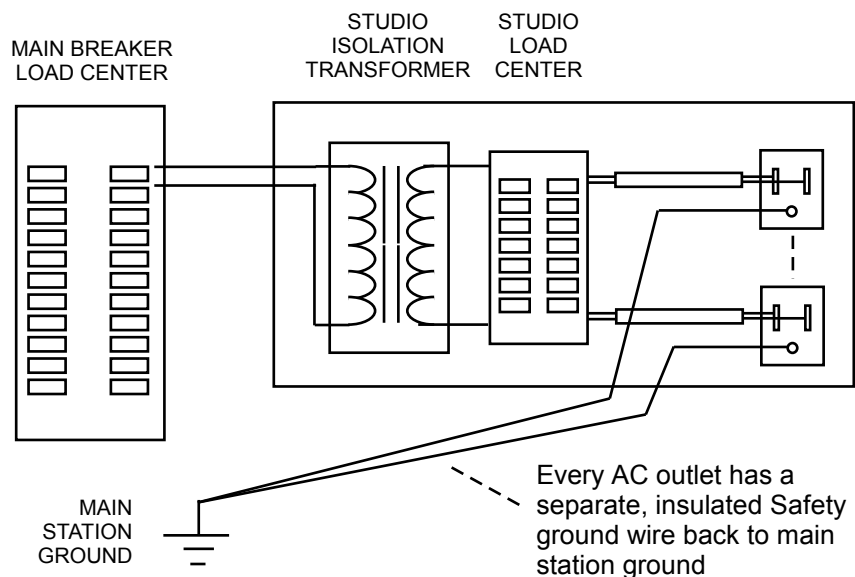 MAIN BREAKER
LOAD CENTER
STUDIO
ISOLATION
TRANSFORMER
STUDIO
LOAD
CENTER
MAIN
STATION
GROUND
Every AC outlet has a
separate, insulated Safety
ground wire back to main
station ground